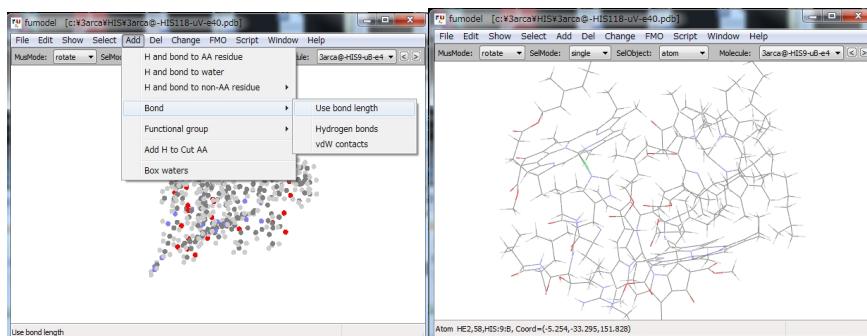 fumodel [c:¥3arca¥HIS¥3arca@-HIS118-uV-e40.pdb]
File Edit Show Select Add Del Change FMO Script Window Help
MusMode: rotate SelMo
le: 3arca@-HIS9-uB-e4 < >
H and bond to AA residue
H and bond to water
H and bond to non-AA residue
Bond
Use bond length
Hydrogen bonds
vdW contacts
Functional group
Add H to Cut AA
Box waters
Use bond length
fumodel [c:¥3arca¥HIS¥3arca@-HIS118-uV-e40.pdb]
File Edit Show Select Add Del Change FMO Script Window Help
MusMode: rotate SelMode: single SelObject: atom Molecule: 3arca@-HIS9-uB-e4 < >
Atom HE2,58,HIS:9:B, Coord=(-5.254,-33.295,151.828)